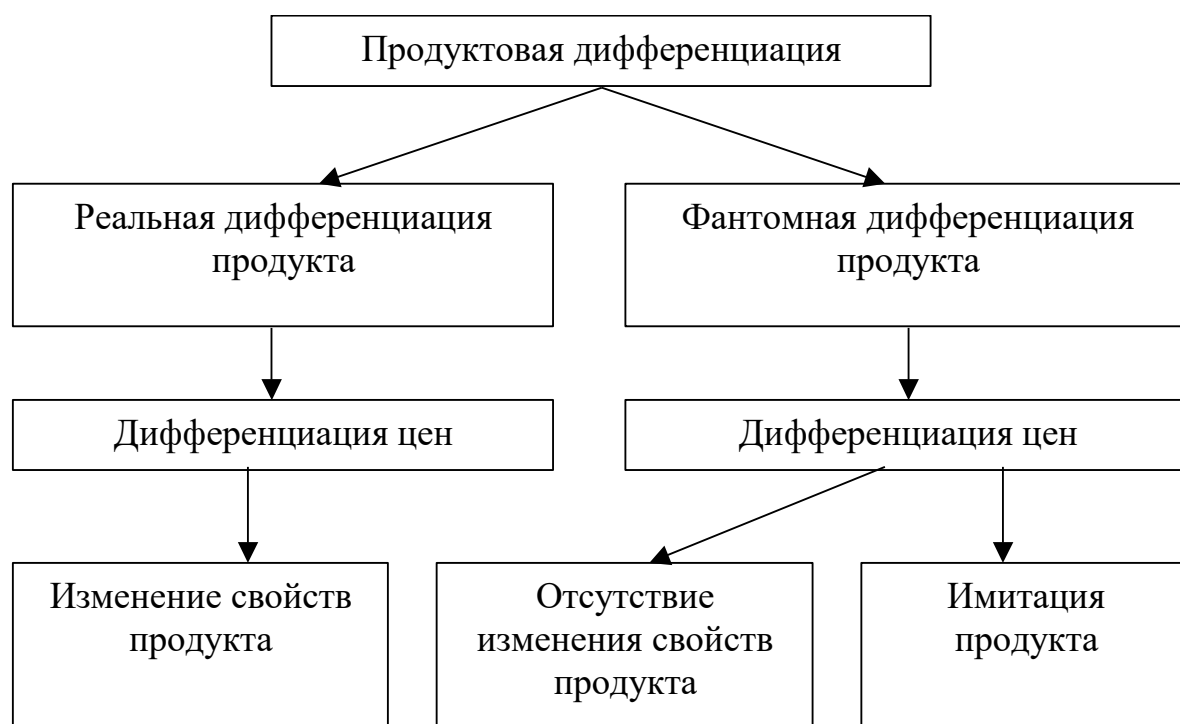 Продуктовая дифференциация
Реальная дифференциация
продукта
Фантомная дифференциация
продукта
Дифференциация цен
Дифференциация цен
Изменение свойств
продукта
Отсутствие
изменения свойств
продукта
Имитация
продукта